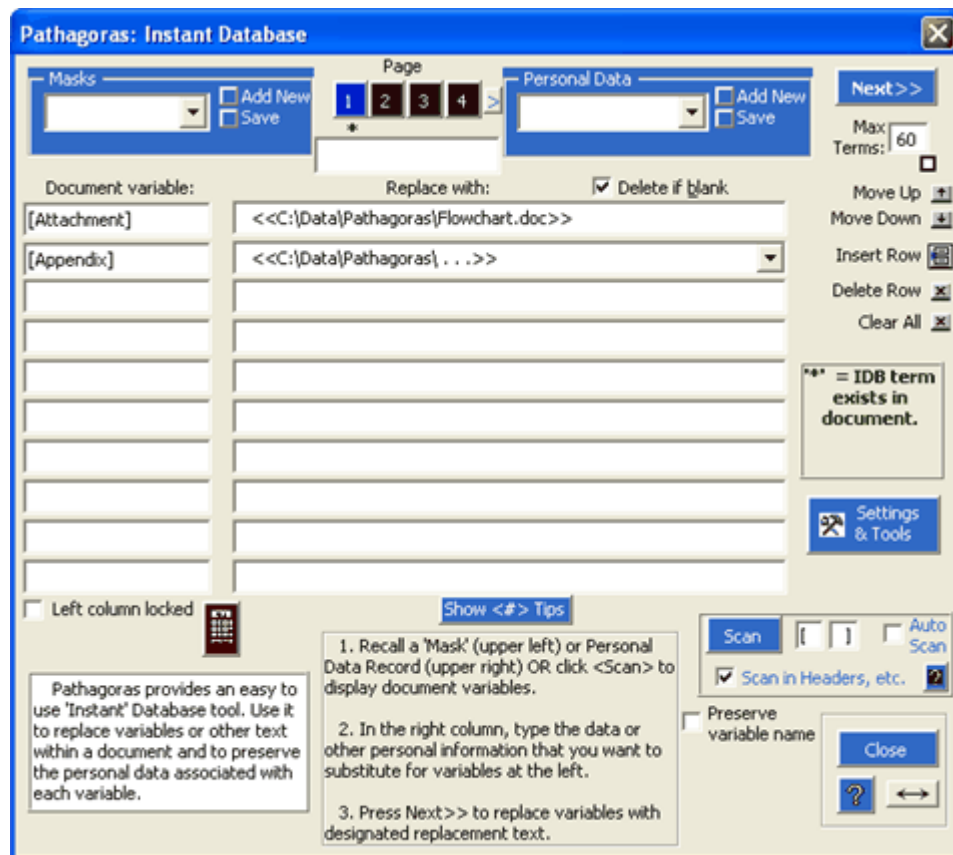 Pathagoras: Instant Database
Masks
Add New
Save
Page
1 2 3 4 >
*
Personal Data
Add New
Save
Next>>
Max
Terms: 60
Document variable:
Replace with:
Delete if blank
Move Up
Move Down
Insert Row
Delete Row
Clear All
[Attachment]
<<C:\Data\Pathagoras\Flowchart.doc>>
[Appendix]
<<C:\Data\Pathagoras\ . . .>>
"*" = IDB term
exists in
document.
Settings
& Tools
Left column locked
Show <#> Tips
Pathagoras provides an easy to
use 'Instant' Database tool. Use it
to replace variables or other text
within a document and to preserve
the personal data associated with
each variable.
1. Recall a 'Mask' (upper left) or Personal
Data Record (upper right) OR click <Scan> to
display document variables.
2. In the right column, type the data or
other personal information that you want to
substitute for variables at the left.
3. Press Next>> to replace variables with
designated replacement text.
Scan [ ]
Auto
Scan
Scan in Headers, etc. ?
Preserve
variable name
Close
?